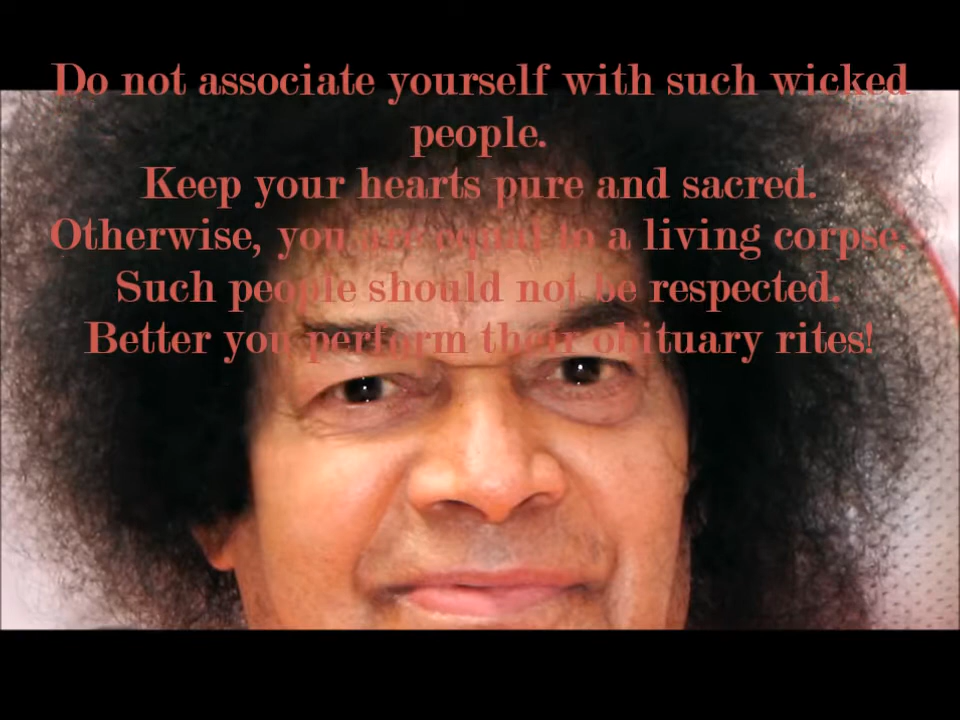 Do not associate yourself with such wicked
people.
Keep your hearts pure and sacred.
Otherwise, you are equal to a living corpse.
Such people should not be respected.
Better you perform their obituary rites!